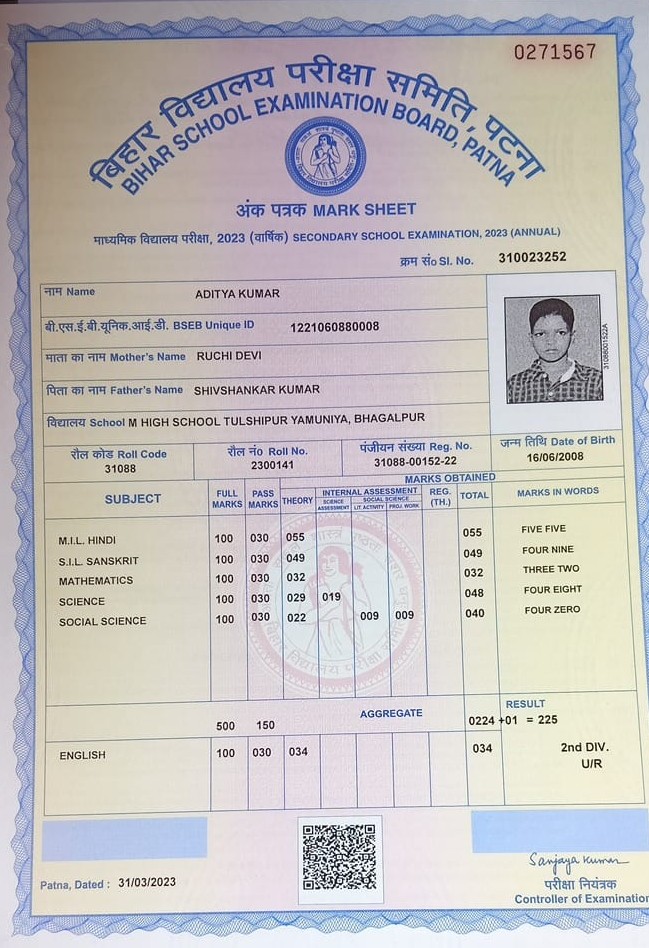 0271567
बिहार विद्यालय परीक्षा समिति, पटना
BIHAR SCHOOL EXAMINATION BOARD, PATNA
अंक पत्रक MARK SHEET
माध्यमिक विद्यालय परीक्षा, 2023 (वार्षिक) SECONDARY SCHOOL EXAMINATION, 2023 (ANNUAL)
क्रम सं० Sl. No. 310023252
नाम Name ADITYA KUMAR
बी.एस.ई.बी.यूनिक.आई.डी. BSEB Unique ID 1221060880008
माता का नाम Mother's Name RUCHI DEVI
पिता का नाम Father's Name SHIVSHANKAR KUMAR
विद्यालय School M HIGH SCHOOL TULSHIPUR YAMUNIYA, BHAGALPUR
310880001522A
रौल कोड Roll Code रौल नं० Roll No. पंजीयन संख्या Reg. No. जन्म तिथि Date of Birth
31088 2300141 31088-00152-22 16/06/2008
MARKS OBTAINED
SUBJECT FULL MARKS PASS MARKS THEORY INTERNAL ASSESSMENT REG. (TH.) TOTAL MARKS IN WORDS
SCIENCE ASSESSMENT SOCIAL SCIENCE
LIT. ACTIVITY PROJ. WORK
M.I.L. HINDI 100 030 055 055 FIVE FIVE
S.I.L. SANSKRIT 100 030 049 049 FOUR NINE
MATHEMATICS 100 030 032 032 THREE TWO
SCIENCE 100 030 029 019 048 FOUR EIGHT
SOCIAL SCIENCE 100 030 022 009 009 040 FOUR ZERO
AGGREGATE RESULT
500 150 0224 +01 = 225
ENGLISH 100 030 034 034 2nd DIV.
U/R
Patna, Dated : 31/03/2023
Sanjaya Kumar
परीक्षा नियंत्रक
Controller of Examination